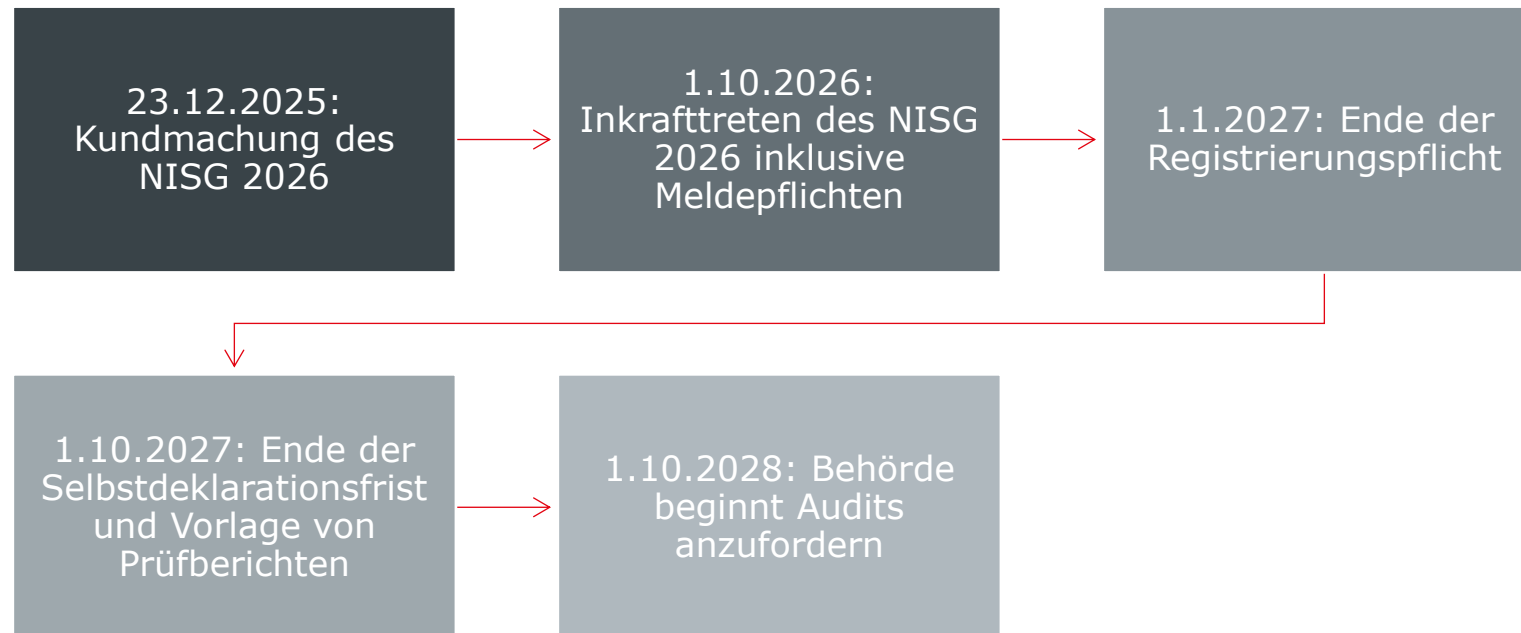 23.12.2025:
Kundmachung des
NISG 2026
1.10.2026:
Inkrafttreten des NISG
2026 inklusive
Meldepflichten
1.1.2027: Ende der
Registrierungspflicht
1.10.2027: Ende der
Selbstdeklarationsfrist
und Vorlage von
Prüfberichten
1.10.2028: Behörde
beginnt Audits
anzufordern